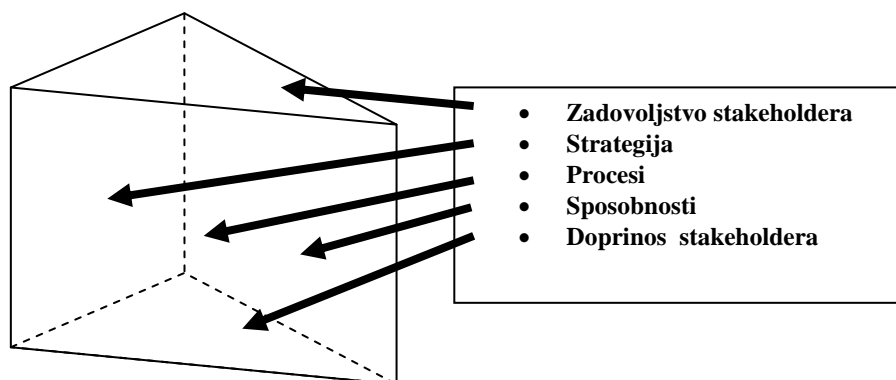 • Zadovoljstvo stakeholdera
• Strategija
• Procesi
• Sposobnosti
• Doprinos stakeholdera